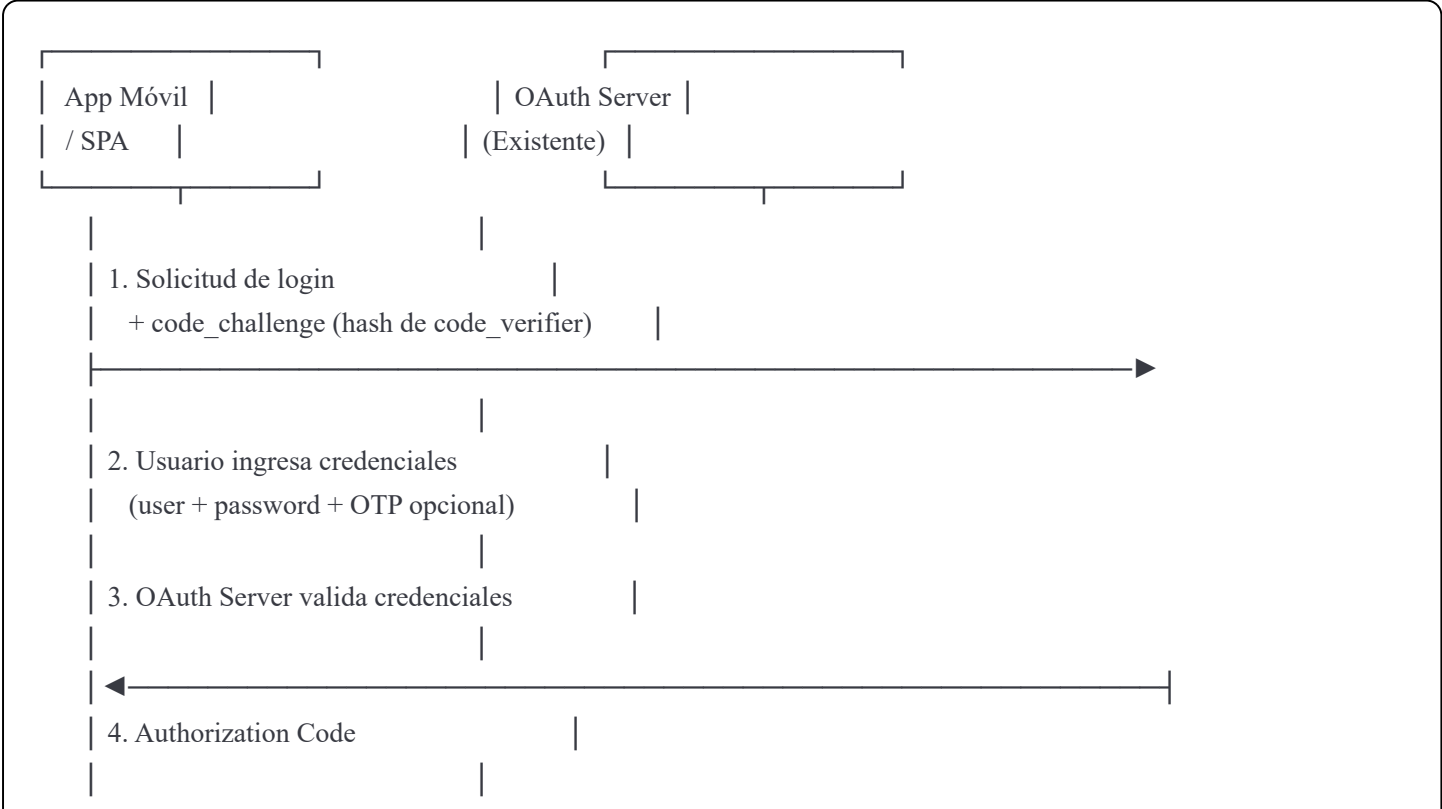 App Móvil OAuth Server
/ SPA (Existente)
1. Solicitud de login
+ code_challenge (hash de code_verifier)
2. Usuario ingresa credenciales
(user + password + OTP opcional)
3. OAuth Server valida credenciales
4. Authorization Code